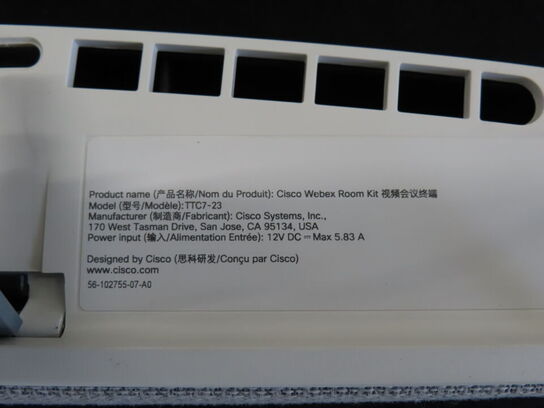 Product name (产品名称/Nom du Produit): Cisco Webex Room Kit 视频会议终端
Model (型号/Modèle): TTC7-23
Manufacturer (制造商/Fabricant): Cisco Systems, Inc.,
170 West Tasman Drive, San Jose, CA 95134, USA
Power input (输入/Alimentation Entrée): 12V DC⎓Max 5.83 A
Designed by Cisco (思科研发/Conçu par Cisco)
www.cisco.com
56-102755-07-A0